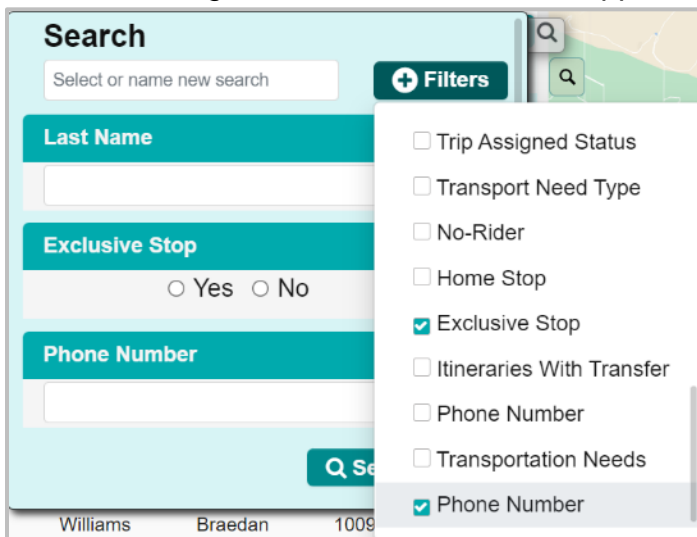 Search
Select or name new search
Filters
Last Name
Exclusive Stop
Yes No
Phone Number
Trip Assigned Status
Transport Need Type
No-Rider
Home Stop
Exclusive Stop
Itineraries With Transfer
Phone Number
Transportation Needs
Phone Number
Williams Braedan 1009